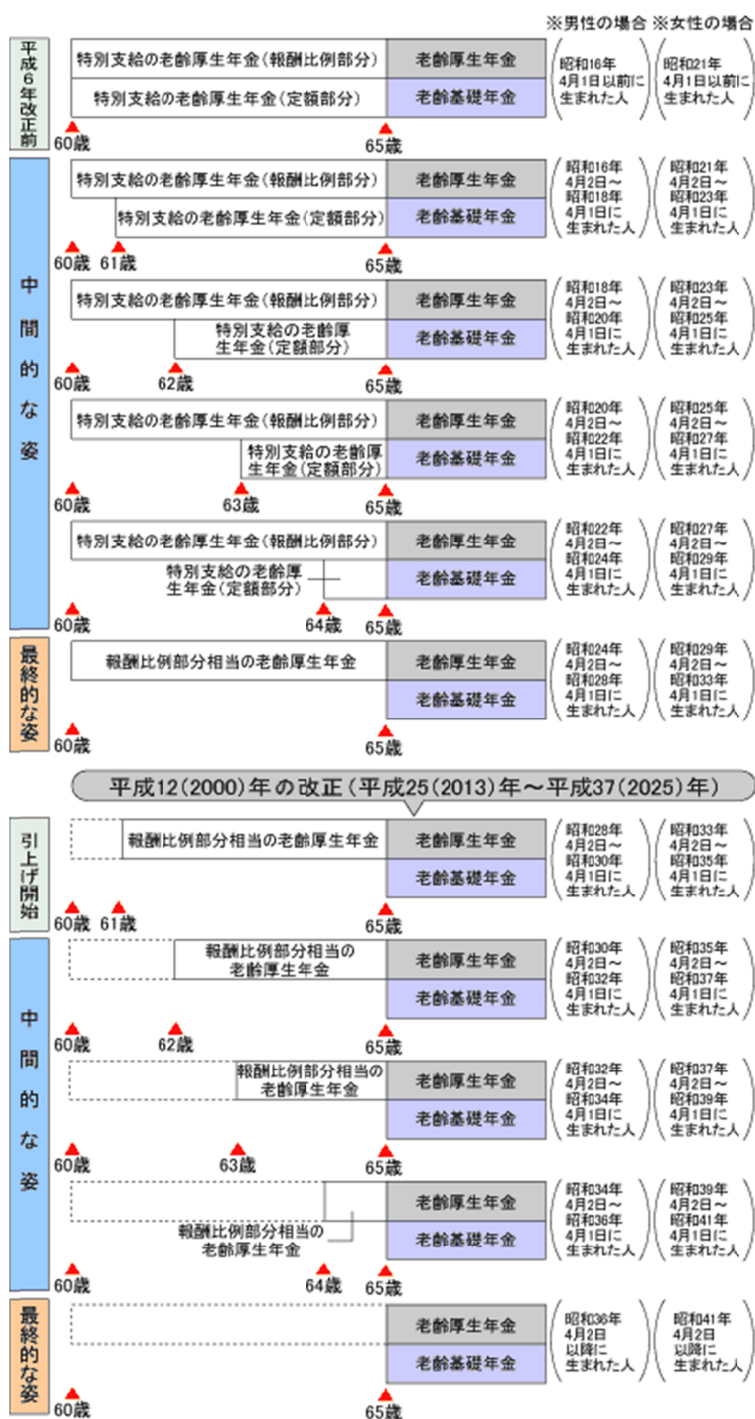 ※男性の場合 ※女性の場合
平成6年改正前
特別支給の老齢厚生年金(報酬比例部分)
老齢厚生年金
特別支給の老齢厚生年金(定額部分)
老齢基礎年金
昭和16年
4月1日以前に
生まれた人
昭和21年
4月1日以前に
生まれた人
60歳
65歳
中間的な姿
特別支給の老齢厚生年金(報酬比例部分)
老齢厚生年金
特別支給の老齢厚生年金(定額部分)
老齢基礎年金
昭和16年
4月2日～
昭和18年
4月1日に
生まれた人
昭和21年
4月2日～
昭和23年
4月1日に
生まれた人
60歳
61歳
65歳
特別支給の老齢厚生年金(報酬比例部分)
老齢厚生年金
特別支給の老齢厚
生年金(定額部分)
老齢基礎年金
昭和18年
4月2日～
昭和20年
4月1日に
生まれた人
昭和23年
4月2日～
昭和25年
4月1日に
生まれた人
60歳
62歳
65歳
特別支給の老齢厚生年金(報酬比例部分)
老齢厚生年金
特別支給の老齢厚
生年金(定額部分)
老齢基礎年金
昭和20年
4月2日～
昭和22年
4月1日に
生まれた人
昭和25年
4月2日～
昭和27年
4月1日に
生まれた人
60歳
63歳
65歳
特別支給の老齢厚生年金(報酬比例部分)
老齢厚生年金
特別支給の老齢厚
生年金(定額部分)
老齢基礎年金
昭和22年
4月2日～
昭和24年
4月1日に
生まれた人
昭和27年
4月2日～
昭和29年
4月1日に
生まれた人
60歳
64歳
65歳
最終的な姿
報酬比例部分相当の老齢厚生年金
老齢厚生年金
老齢基礎年金
昭和24年
4月2日～
昭和28年
4月1日に
生まれた人
昭和29年
4月2日～
昭和33年
4月1日に
生まれた人
60歳
65歳
平成12(2000)年の改正(平成25(2013)年～平成37(2025)年)
引上げ開始
報酬比例部分相当の老齢厚生年金
老齢厚生年金
老齢基礎年金
昭和28年
4月2日～
昭和30年
4月1日に
生まれた人
昭和33年
4月2日～
昭和35年
4月1日に
生まれた人
60歳
61歳
65歳
中間的な姿
報酬比例部分相当の
老齢厚生年金
老齢厚生年金
老齢基礎年金
昭和30年
4月2日～
昭和32年
4月1日に
生まれた人
昭和35年
4月2日～
昭和37年
4月1日に
生まれた人
60歳
62歳
65歳
報酬比例部分相当の
老齢厚生年金
老齢厚生年金
老齢基礎年金
昭和32年
4月2日～
昭和34年
4月1日に
生まれた人
昭和37年
4月2日～
昭和39年
4月1日に
生まれた人
60歳
63歳
65歳
報酬比例部分相当の
老齢厚生年金
老齢厚生年金
老齢基礎年金
昭和34年
4月2日～
昭和36年
4月1日に
生まれた人
昭和39年
4月2日～
昭和41年
4月1日に
生まれた人
60歳
64歳
65歳
最終的な姿
老齢厚生年金
老齢基礎年金
昭和36年
4月2日
以降に
生まれた人
昭和41年
4月2日
以降に
生まれた人
60歳
65歳